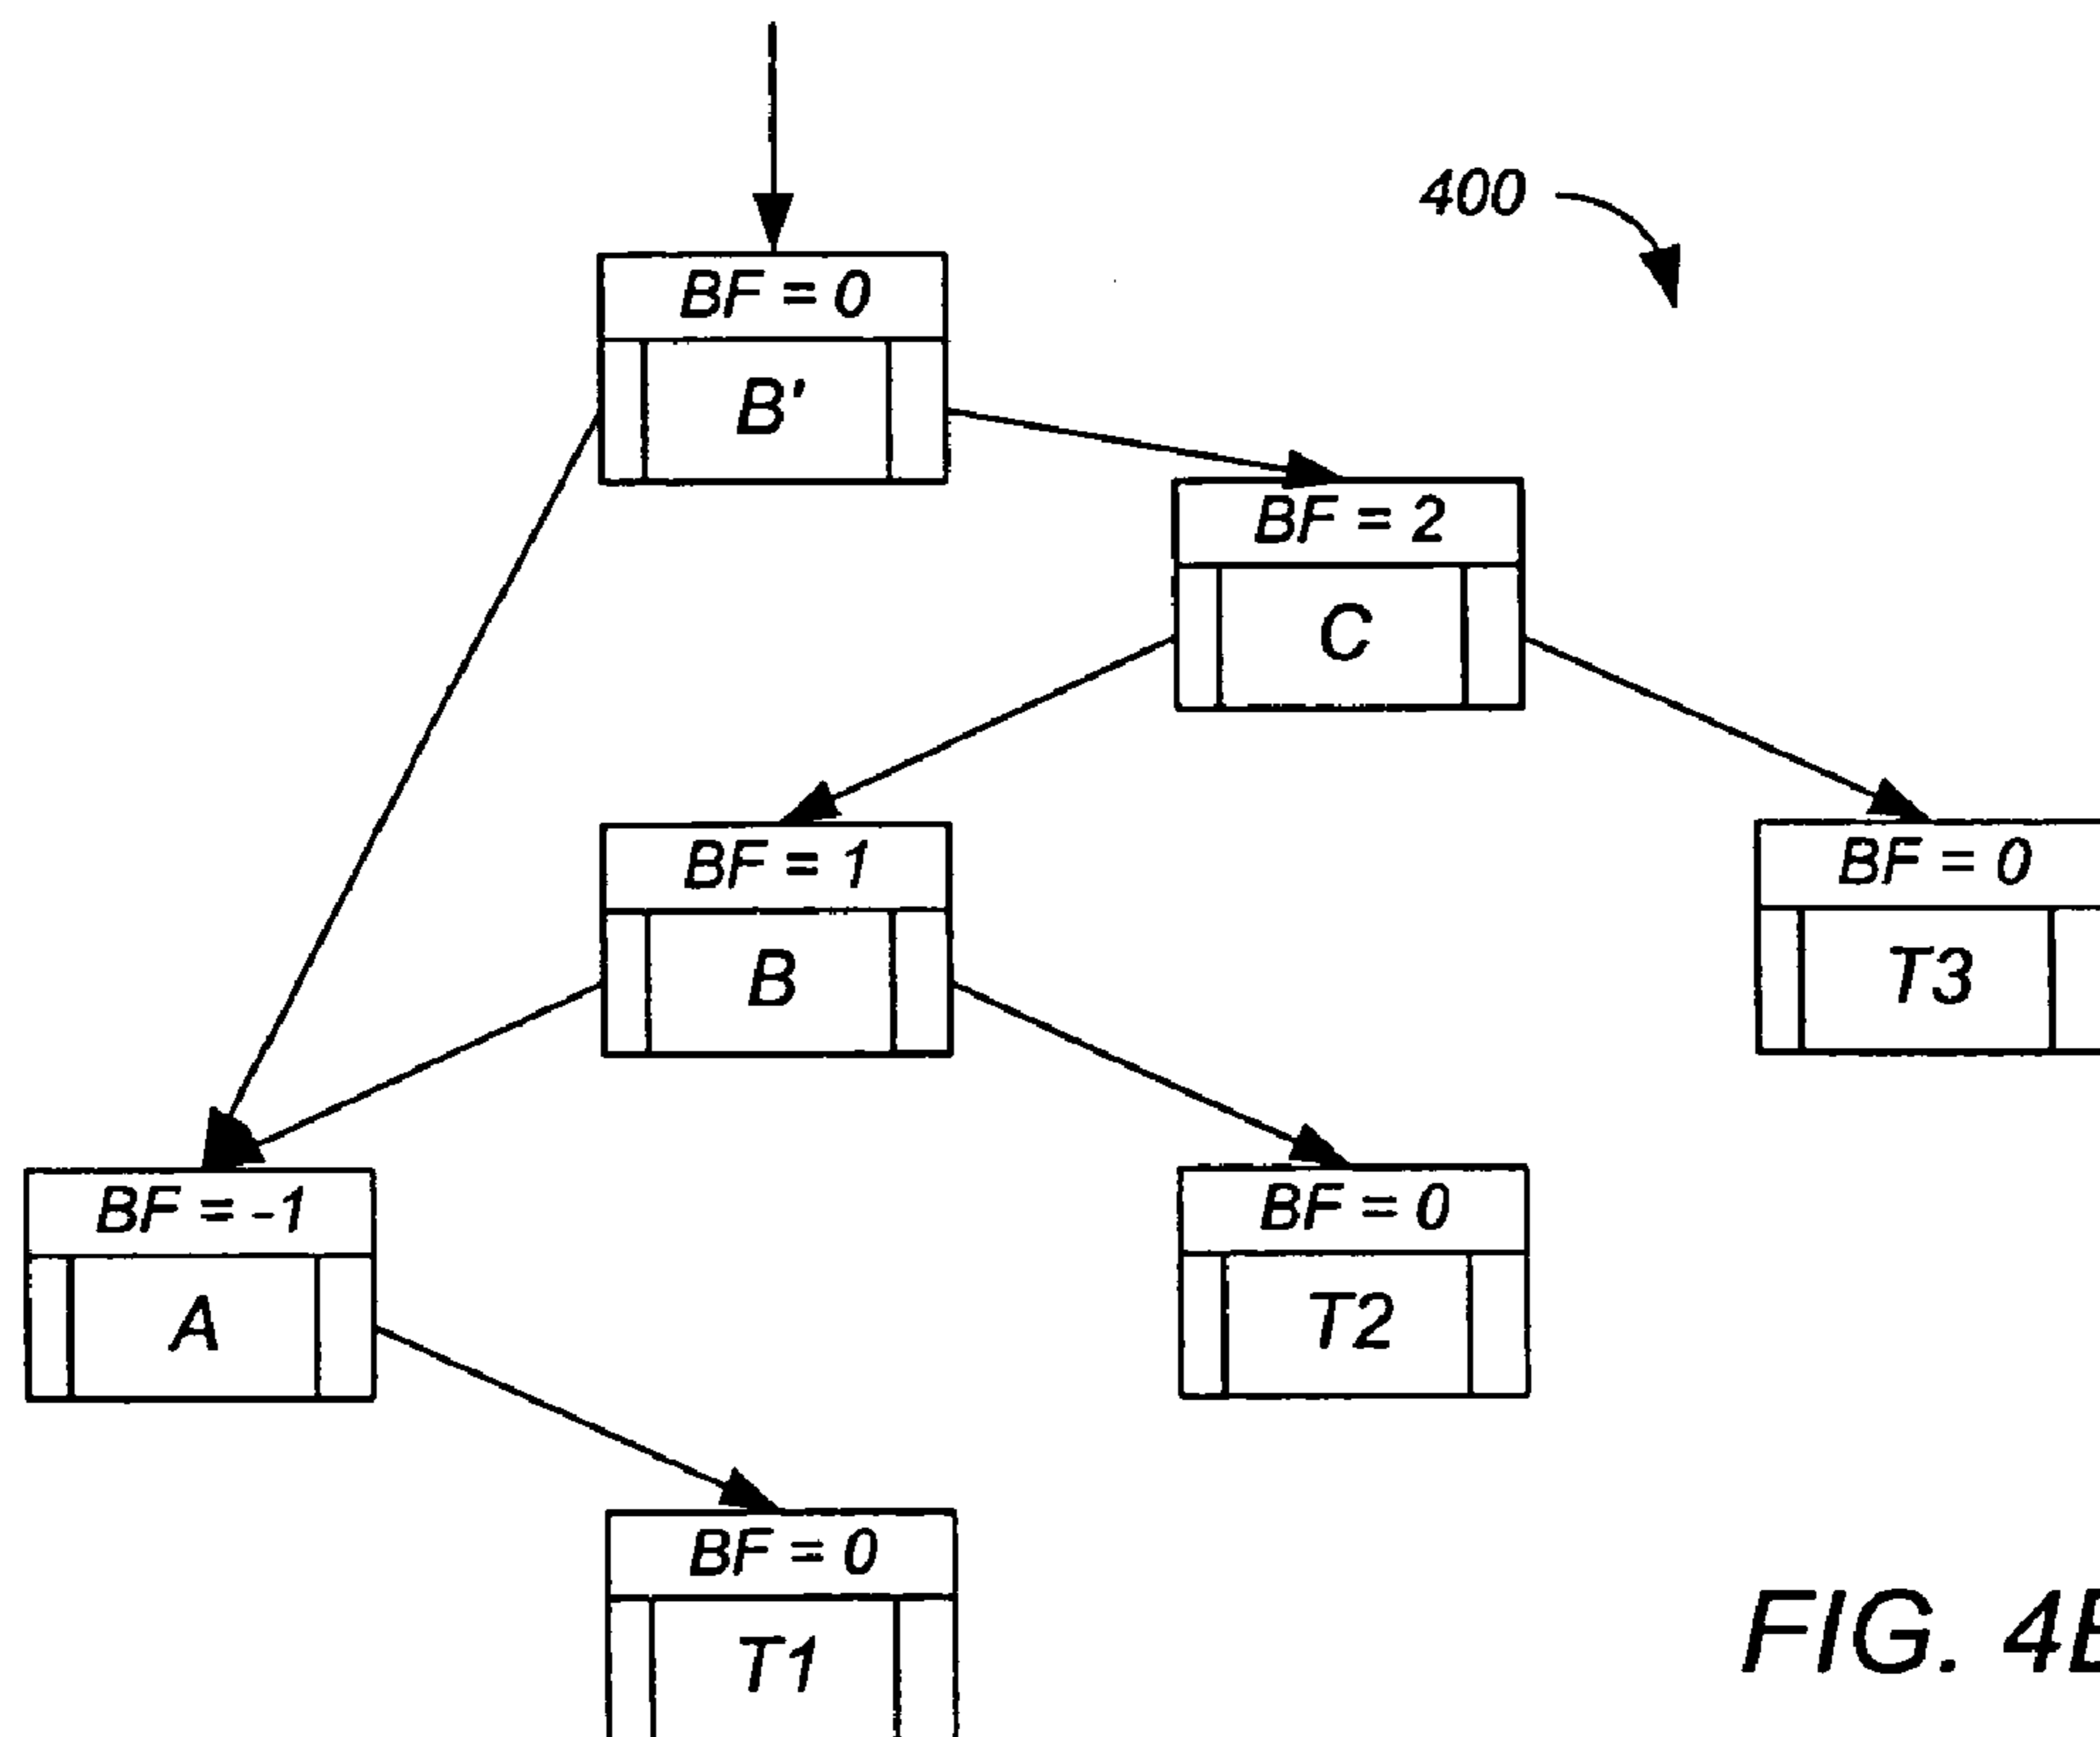 400
BF = 0
B'
BF = 2
C
BF = 1
B
BF = 0
T3
BF = -1
A
BF = 0
T2
BF = 0
T1
FIG.